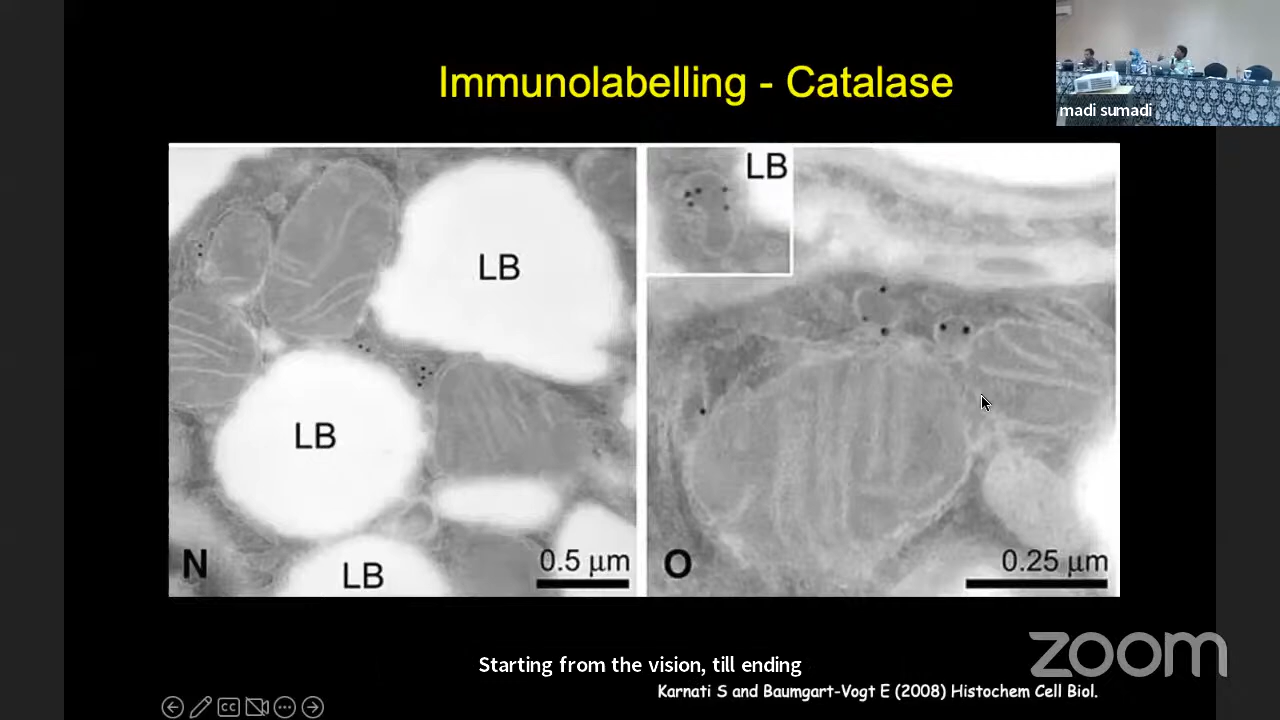 Immunolabelling - Catalase
madi sumadi
LB
LB
LB
N
0.5 μm
LB
O
0.25 μm
zoom
Starting from the vision, till ending
Karnati S and Baumgart-Vogt E (2008) Histochem Cell Biol.
CC